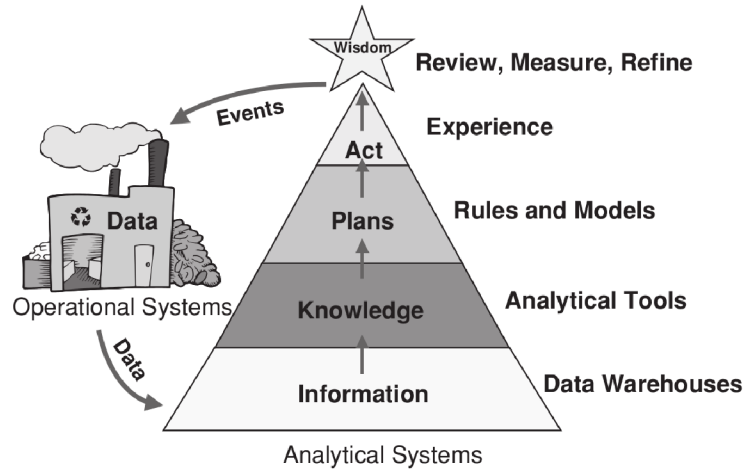 Wisdom
Review, Measure, Refine
Events
Experience
Act
Data
Plans
Rules and Models
Operational Systems
Knowledge
Analytical Tools
Data
Information
Data Warehouses
Analytical Systems